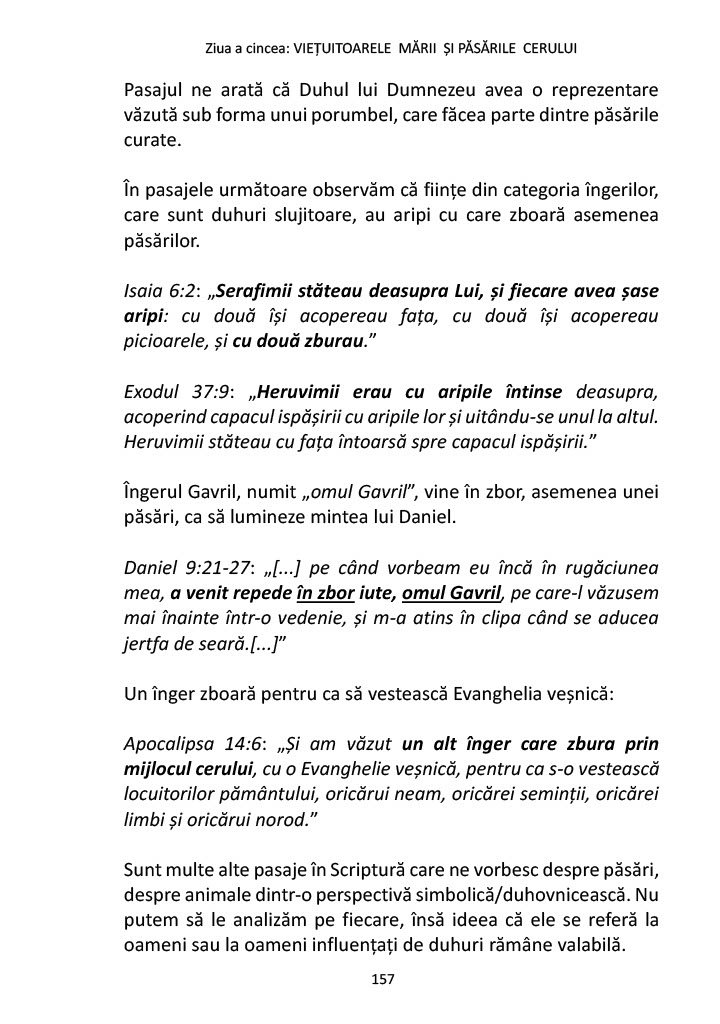 Ziua a cincea: VIEȚUITOARELE MĂRII ȘI PĂSĂRILE CERULUI
Pasajul ne arată că Duhul lui Dumnezeu avea o reprezentare
văzută sub forma unui porumbel, care făcea parte dintre păsările
curate.
În pasajele următoare observăm că ființe din categoria îngerilor,
care sunt duhuri slujitoare, au aripi cu care zboară asemenea
păsărilor.
Isaia 6:2: „Serafimii stăteau deasupra Lui, și fiecare avea șase
aripi: cu două își acopereau fața, cu două își acopereau
picioarele, și cu două zburau.”
Exodul 37:9: „Heruvimii erau cu aripile întinse deasupra,
acoperind capacul ispășirii cu aripile lor și uitându-se unul la altul.
Heruvimii stăteau cu fața întoarsă spre capacul ispășirii.”
Îngerul Gavril, numit „omul Gavril”, vine în zbor, asemenea unei
păsări, ca să lumineze mintea lui Daniel.
Daniel 9:21-27: „[...] pe când vorbeam eu încă în rugăciunea
mea, a venit repede în zbor iute, omul Gavril, pe care-l văzusem
mai înainte într-o vedenie, și m-a atins în clipa când se aducea
jertfa de seară.[...]”
Un înger zboară pentru ca să vestească Evanghelia veșnică:
Apocalipsa 14:6: „Și am văzut un alt înger care zbura prin
mijlocul cerului, cu o Evanghelie veșnică, pentru ca s-o vestească
locuitorilor pământului, oricărui neam, oricărei seminții, oricărei
limbi și oricărui norod.”
Sunt multe alte pasaje în Scriptură care ne vorbesc despre păsări,
despre animale dintr-o perspectivă simbolică/duhovnicească. Nu
putem să le analizăm pe fiecare, însă ideea că ele se referă la
oameni sau la oameni influențați de duhuri rămâne valabilă.
157